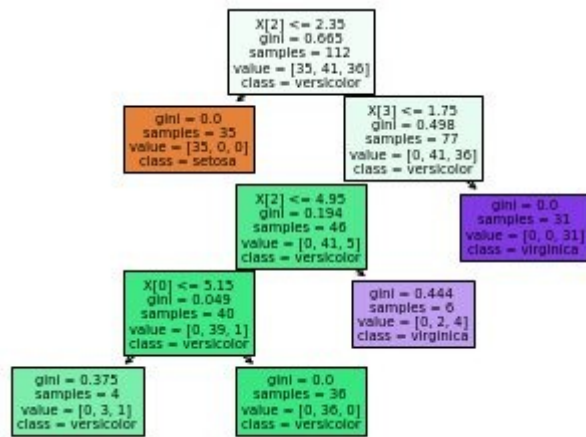 X[2] <= 2.35
gini = 0.665
samples = 112
value = [35, 41, 36]
class = versicolor
gini = 0.0
samples = 35
value = [35, 0, 0]
class = setosa
X[3] <= 1.75
gini = 0.498
samples = 77
value = [0, 41, 36]
class = versicolor
X[2] <= 4.95
gini = 0.194
samples = 46
value = [0, 41, 5]
class = versicolor
gini = 0.0
samples = 31
value = [0, 0, 31]
class = virginica
X[0] <= 5.15
gini = 0.049
samples = 40
value = [0, 39, 1]
class = versicolor
gini = 0.444
samples = 6
value = [0, 2, 4]
class = virginica
gini = 0.375
samples = 4
value = [0, 3, 1]
class = versicolor
gini = 0.0
samples = 36
value = [0, 36, 0]
class = versicolor